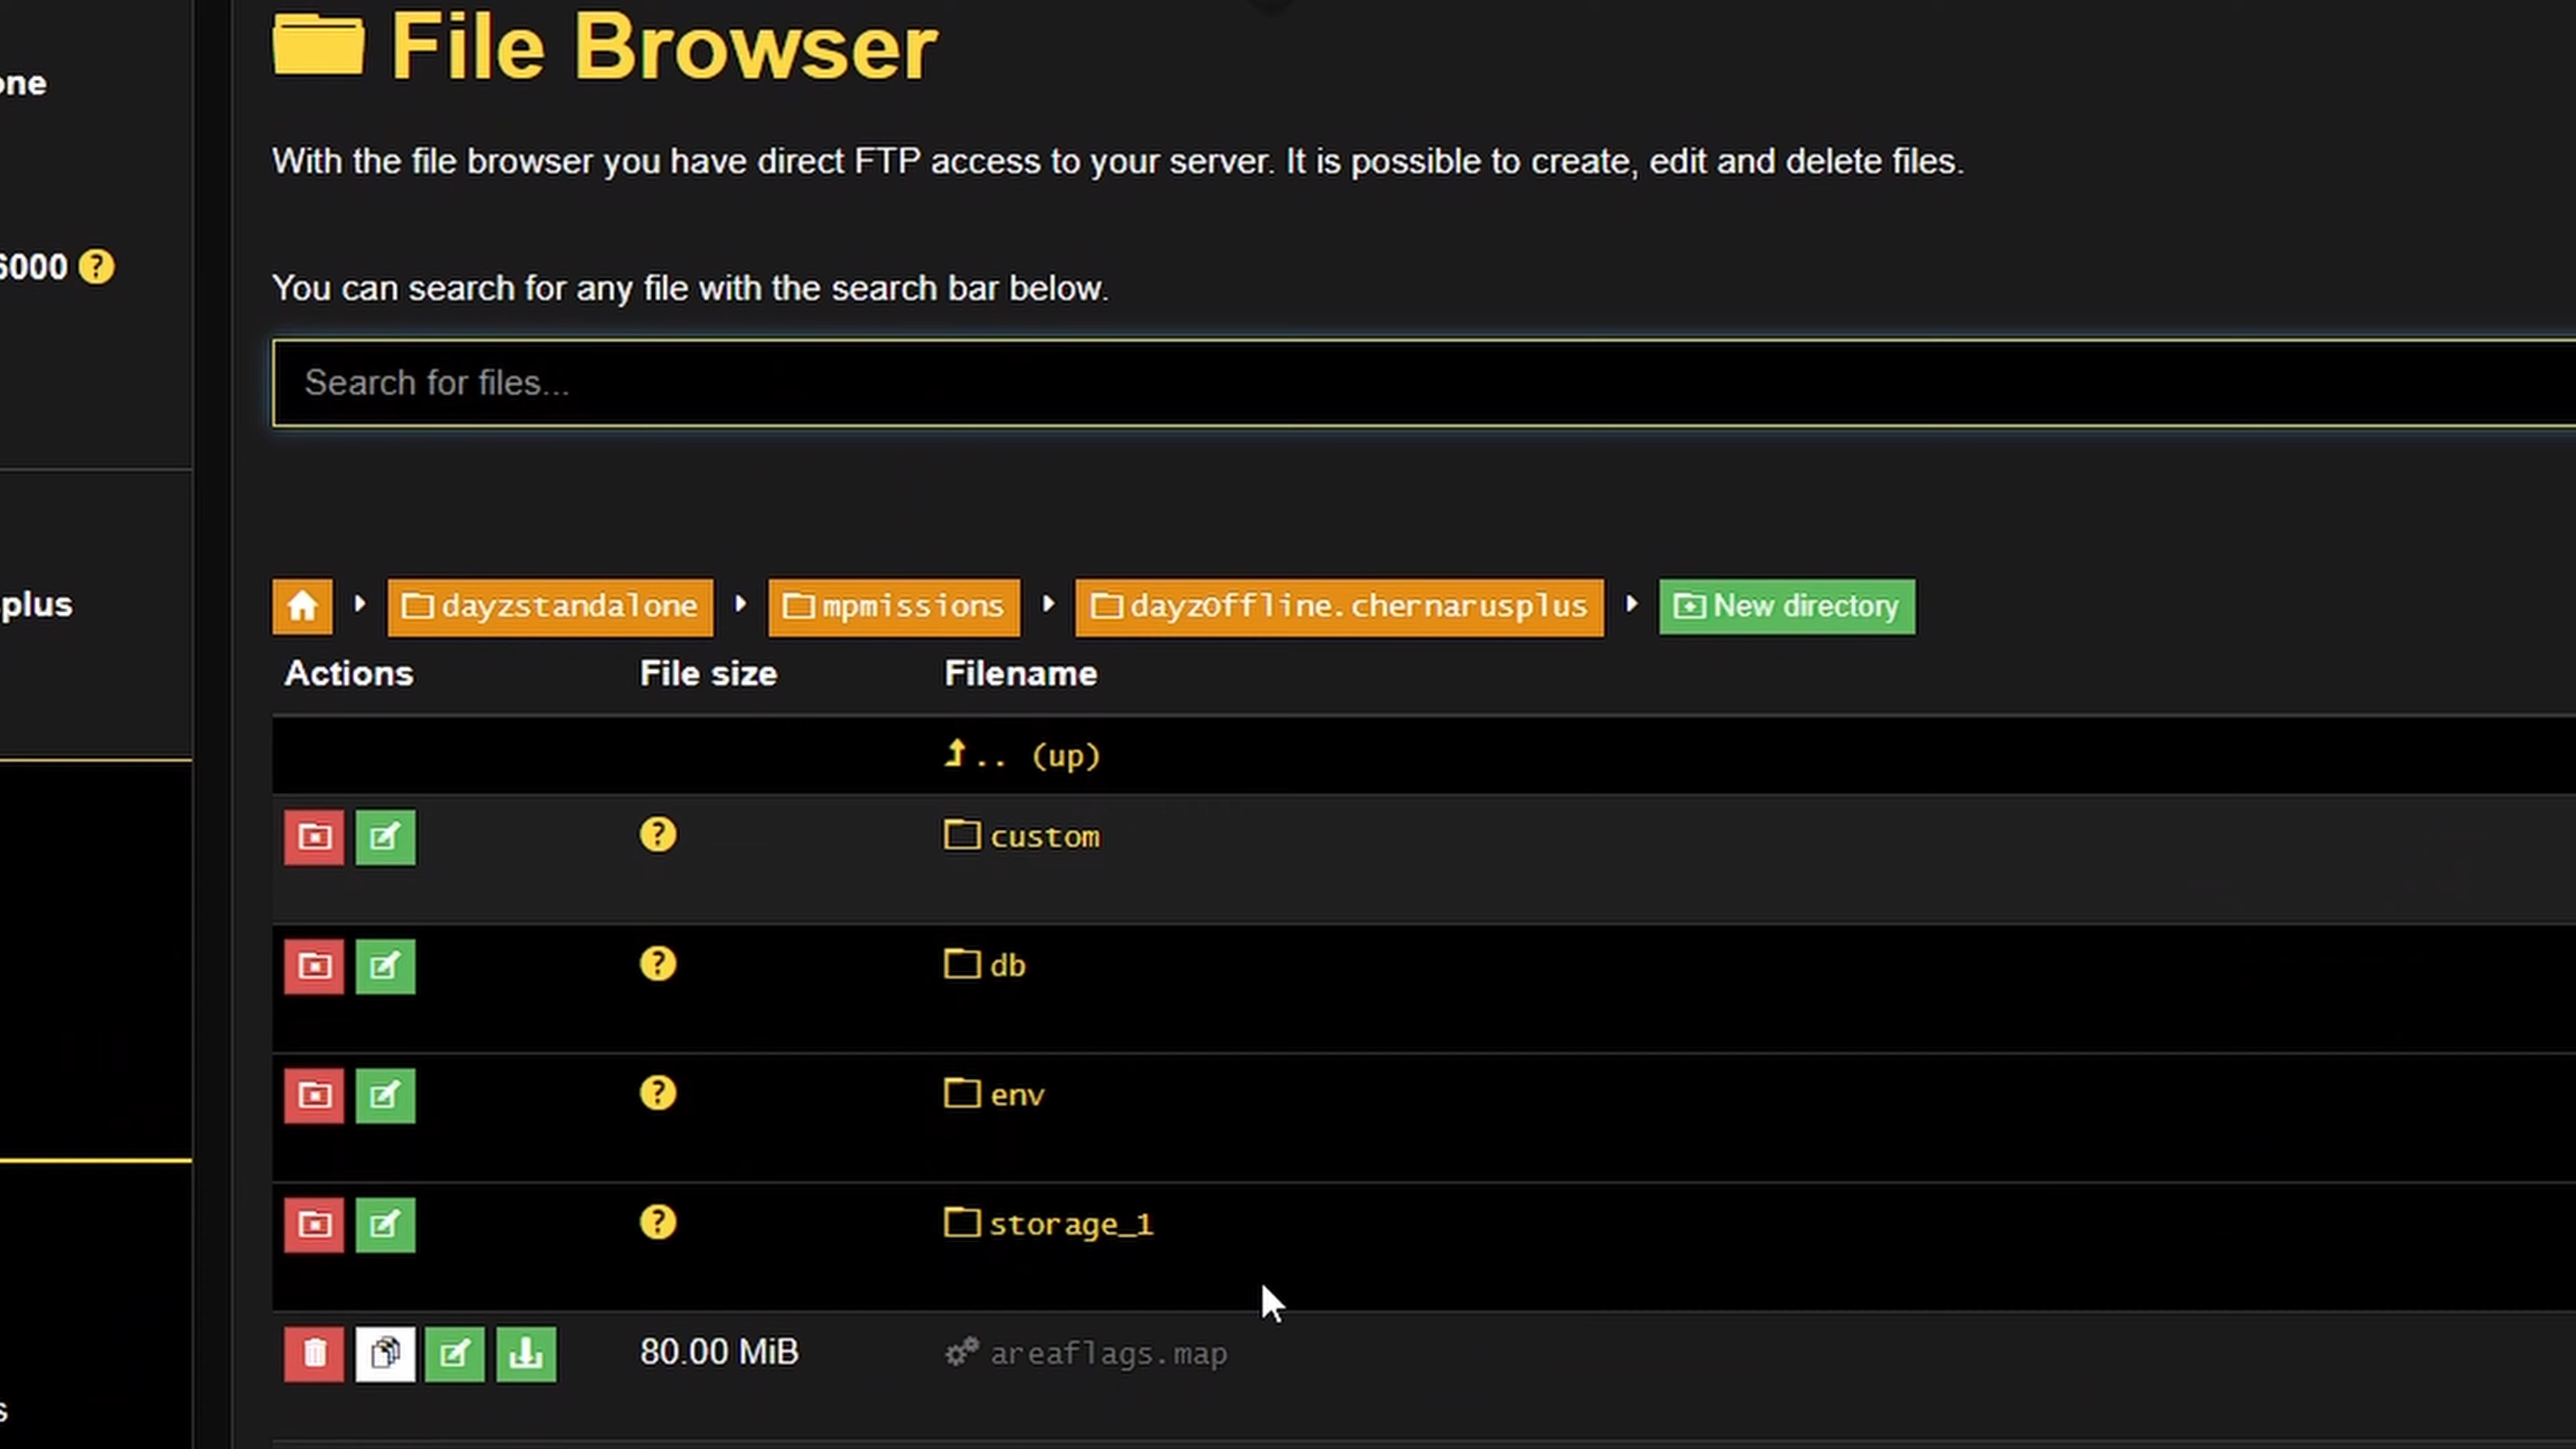 File Browser
one
With the file browser you have direct FTP access to your server. It is possible to create, edit and delete files.
6000 ?
You can search for any file with the search bar below.
Search for files...
plus
dayzstandalone mpmissions dayzOffline.chernarusplus New directory
Actions File size Filename
.. (up)
? custom
? db
? env
? storage_1
80.00 MiB areaflags.map
s